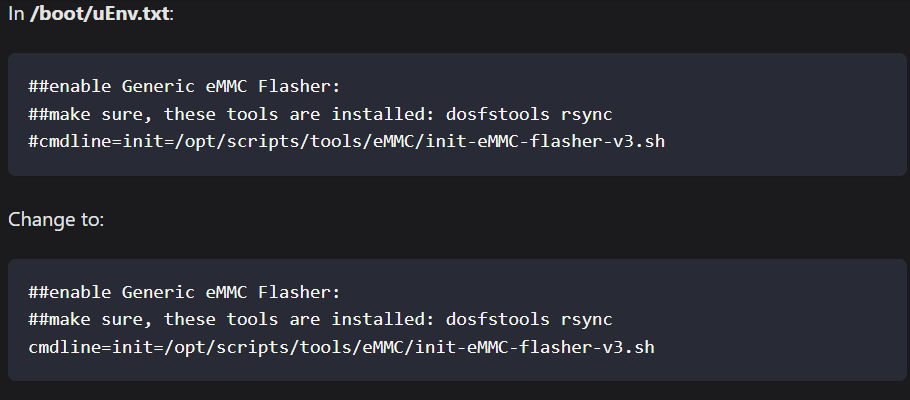 In /boot/uEnv.txt:
##enable Generic eMMC Flasher:
##make sure, these tools are installed: dosfstools rsync
#cmdline=init=/opt/scripts/tools/eMMC/init-eMMC-flasher-v3.sh
Change to:
##enable Generic eMMC Flasher:
##make sure, these tools are installed: dosfstools rsync
cmdline=init=/opt/scripts/tools/eMMC/init-eMMC-flasher-v3.sh